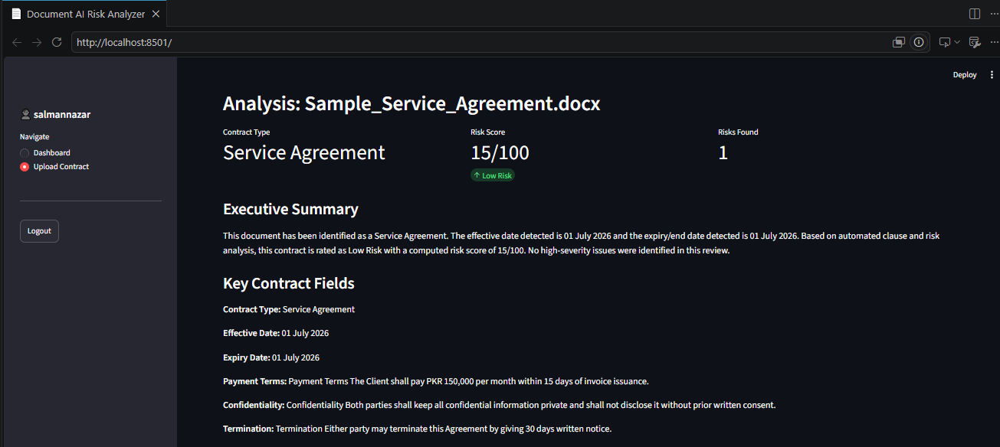 Document AI Risk Analyzer
http://localhost:8501/
Deploy
salmannazar
Navigate
Dashboard
Upload Contract
Logout
Analysis: Sample_Service_Agreement.docx
Contract Type
Service Agreement
Risk Score
15/100
↑ Low Risk
Risks Found
1
Executive Summary
This document has been identified as a Service Agreement. The effective date detected is 01 July 2026 and the expiry/end date detected is 01 July 2026. Based on automated clause and risk
analysis, this contract is rated as Low Risk with a computed risk score of 15/100. No high-severity issues were identified in this review.
Key Contract Fields
Contract Type: Service Agreement
Effective Date: 01 July 2026
Expiry Date: 01 July 2026
Payment Terms: Payment Terms The Client shall pay PKR 150,000 per month within 15 days of invoice issuance.
Confidentiality: Confidentiality Both parties shall keep all confidential information private and shall not disclose it without prior written consent.
Termination: Termination Either party may terminate this Agreement by giving 30 days written notice.